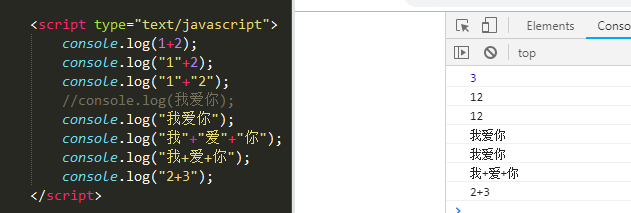 <script type="text/javascript">
console.log(1+2);
console.log("1"+2);
console.log("1"+"2");
//console.log(我爱你);
console.log("我爱你");
console.log("我"+"爱"+"你");
console.log("我+爱+你");
console.log("2+3");
</script>
Elements Conso
top
3
12
12
我爱你
我爱你
我+爱+你
2+3